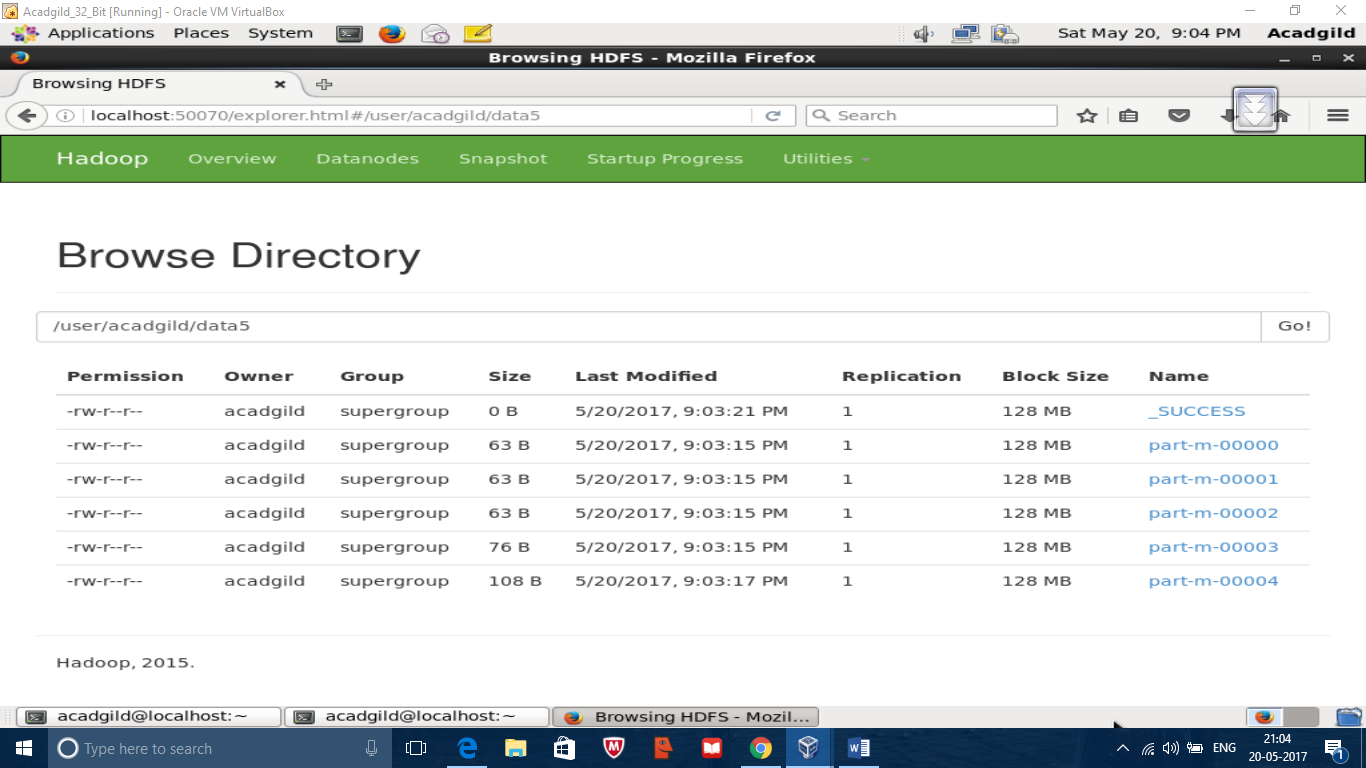 Acadgild_32_Bit [Running] - Oracle VM VirtualBox
Applications Places System Sat May 20, 9:04 PM Acadgild
Browsing HDFS - Mozilla Firefox
Browsing HDFS
localhost:50070/explorer.html#/user/acadgild/data5 Search
Hadoop Overview Datanodes Snapshot Startup Progress Utilities
Browse Directory
/user/acadgild/data5 Go!
Permission Owner Group Size Last Modified Replication Block Size Name
-rw-r--r-- acadgild supergroup 0 B 5/20/2017, 9:03:21 PM 1 128 MB _SUCCESS
-rw-r--r-- acadgild supergroup 63 B 5/20/2017, 9:03:15 PM 1 128 MB part-m-00000
-rw-r--r-- acadgild supergroup 63 B 5/20/2017, 9:03:15 PM 1 128 MB part-m-00001
-rw-r--r-- acadgild supergroup 63 B 5/20/2017, 9:03:15 PM 1 128 MB part-m-00002
-rw-r--r-- acadgild supergroup 76 B 5/20/2017, 9:03:15 PM 1 128 MB part-m-00003
-rw-r--r-- acadgild supergroup 108 B 5/20/2017, 9:03:17 PM 1 128 MB part-m-00004
Hadoop, 2015.
acadgild@localhost:~ acadgild@localhost:~ Browsing HDFS - Mozil...
Type here to search ENG 21:04
20-05-2017 1